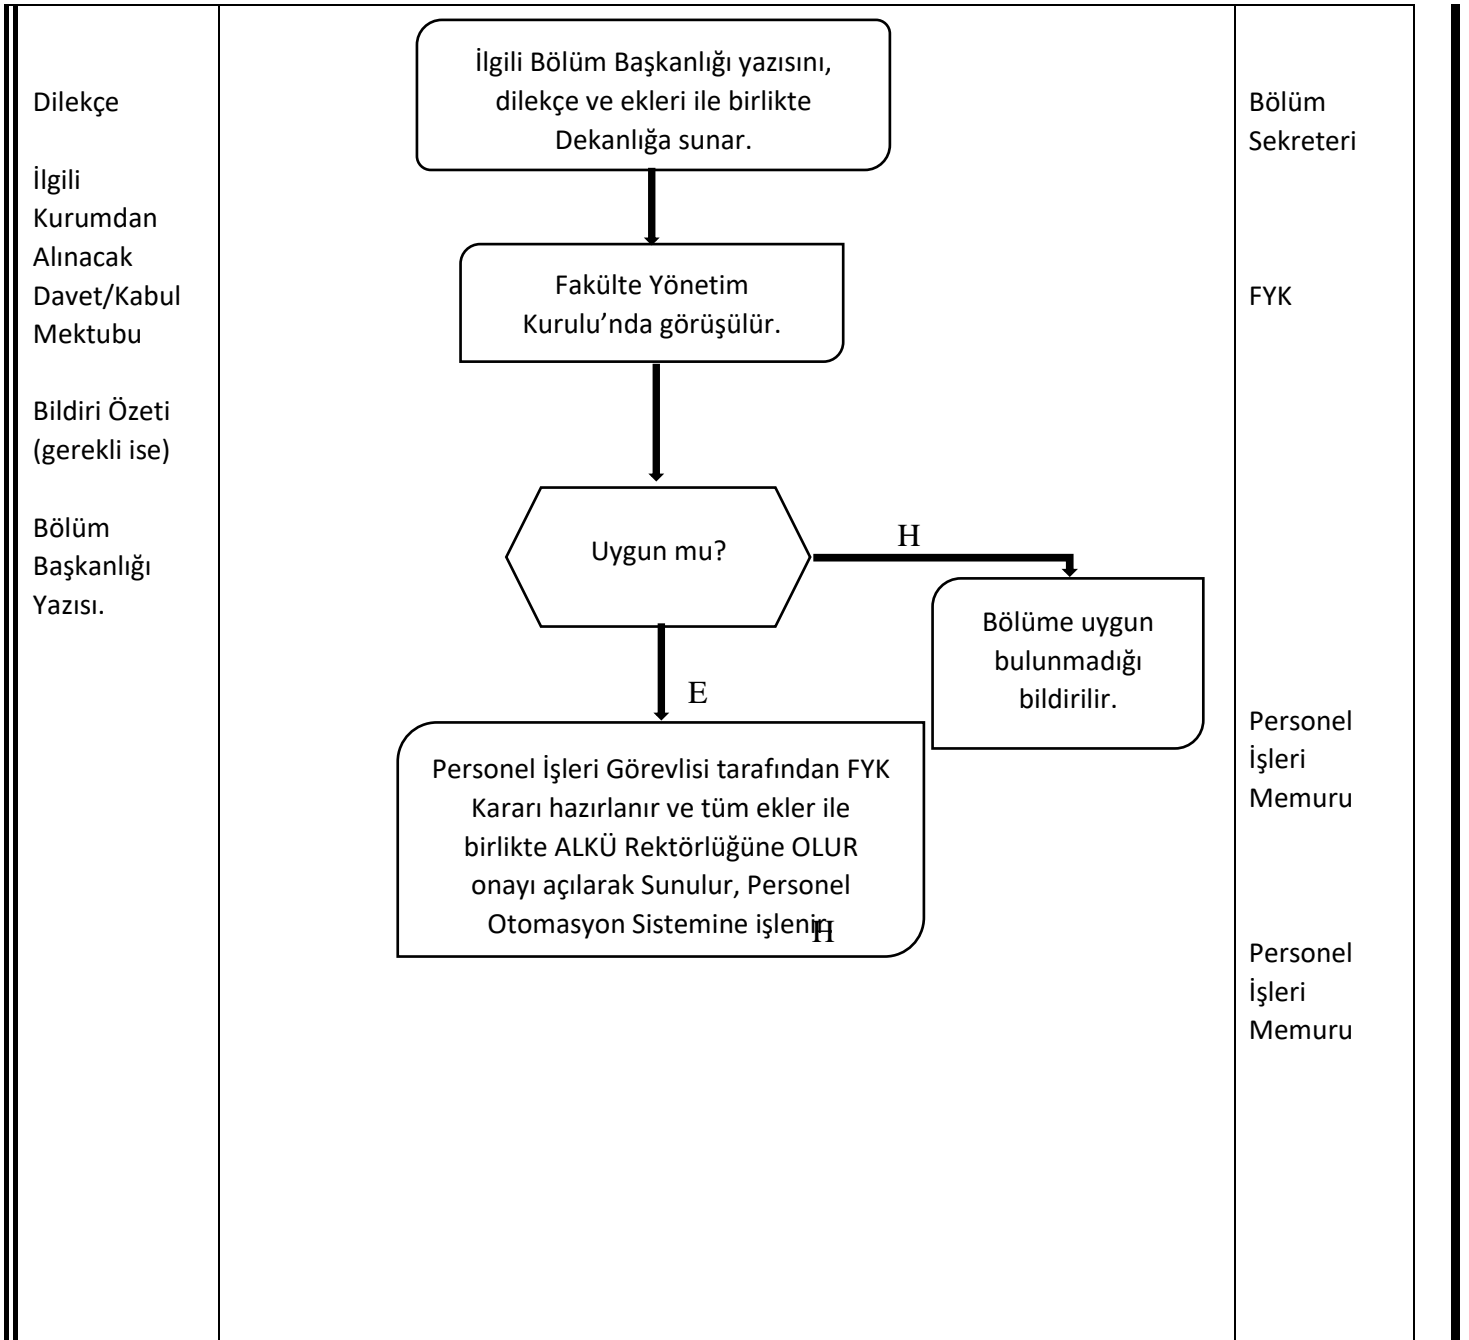 Dilekçe
İlgili
Kurumdan
Alınacak
Davet/Kabul
Mektubu
Bildiri Özeti
(gerekli ise)
Bölüm
Başkanlığı
Yazısı.
İlgili Bölüm Başkanlığı yazısını,
dilekçe ve ekleri ile birlikte
Dekanlığa sunar.
Fakülte Yönetim
Kurulu’nda görüşülür.
Uygun mu?
H
Bölüme uygun
bulunmadığı
bildirilir.
E
Personel İşleri Görevlisi tarafından FYK
Kararı hazırlanır ve tüm ekler ile
birlikte ALKÜ Rektörlüğüne OLUR
onayı açılarak Sunulur, Personel
Otomasyon Sistemine işlenir.
H
Bölüm
Sekreteri
FYK
Personel
İşleri
Memuru
Personel
İşleri
Memuru